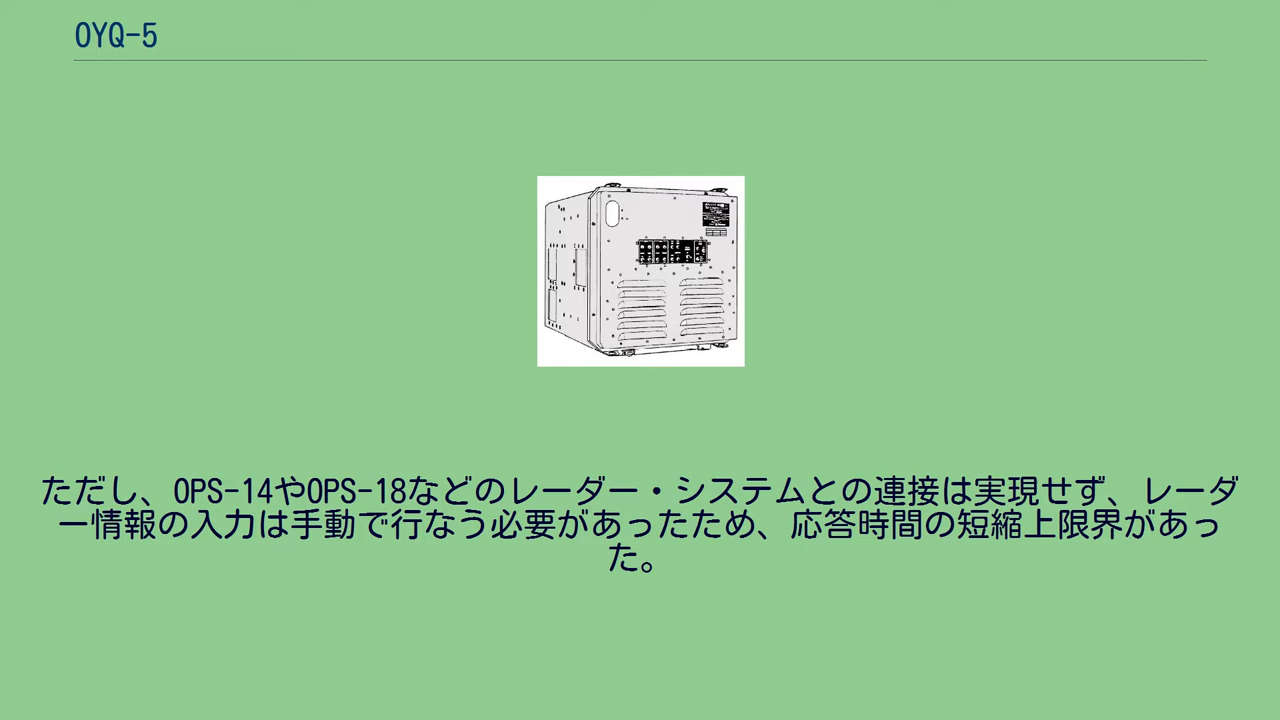 OYQ-5
ただし、OPS-14やOPS-18などのレーダー・システムとの連接は実現せず、レーダ
ー情報の入力は手動で行なう必要があったため、応答時間の短縮上限界があっ
た。